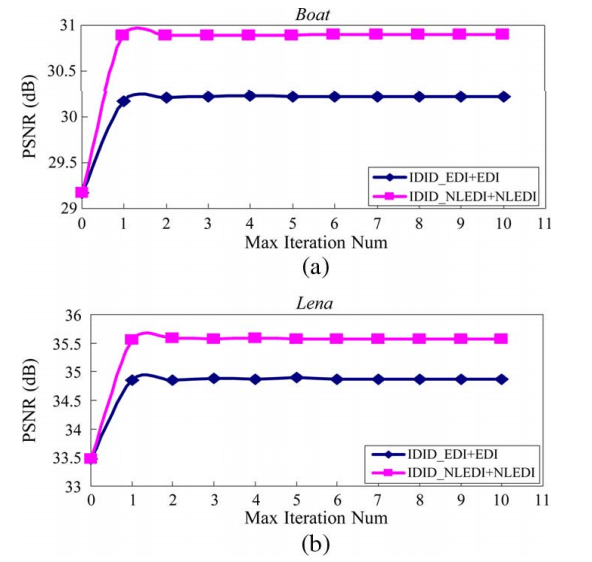 Boat
31
30.5
30
29.5
29
PSNR (dB)
0 1 2 3 4 5 6 7 8 9 10 11
Max Iteration Num
IDID_EDI+EDI
IDID_NLEDI+NLEDI
(a)
Lena
36
35.5
35
34.5
34
33.5
33
PSNR (dB)
0 1 2 3 4 5 6 7 8 9 10 11
Max Iteration Num
IDID_EDI+EDI
IDID_NLEDI+NLEDI
(b)